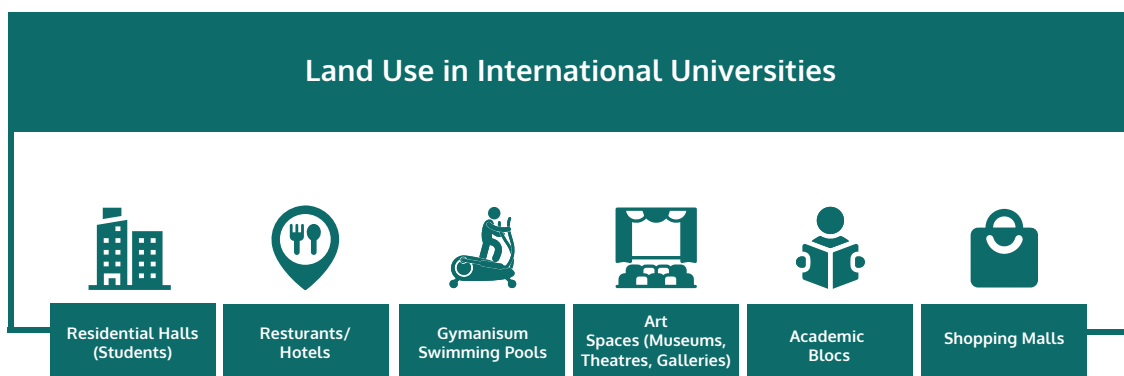 Land Use in International Universities
Residential Halls
(Students)
Resturants/
Hotels
Gymanisum
Swimming Pools
Art
Spaces (Museums,
Theatres, Galleries)
Academic
Blocs
Shopping Malls